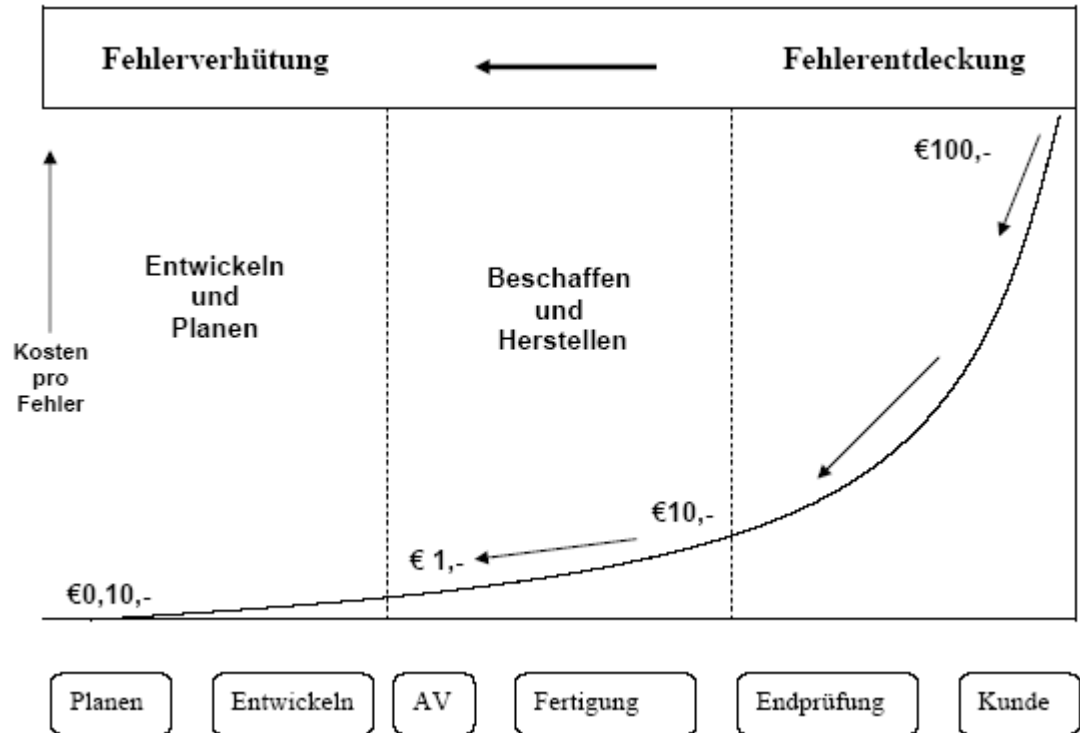 Fehlerverhütung
Fehlerentdeckung
€100,-
Entwickeln
und
Planen
Beschaffen
und
Herstellen
Kosten
pro
Fehler
€10,-
€ 1,-
€0,10,-
Planen
Entwickeln
AV
Fertigung
Endprüfung
Kunde